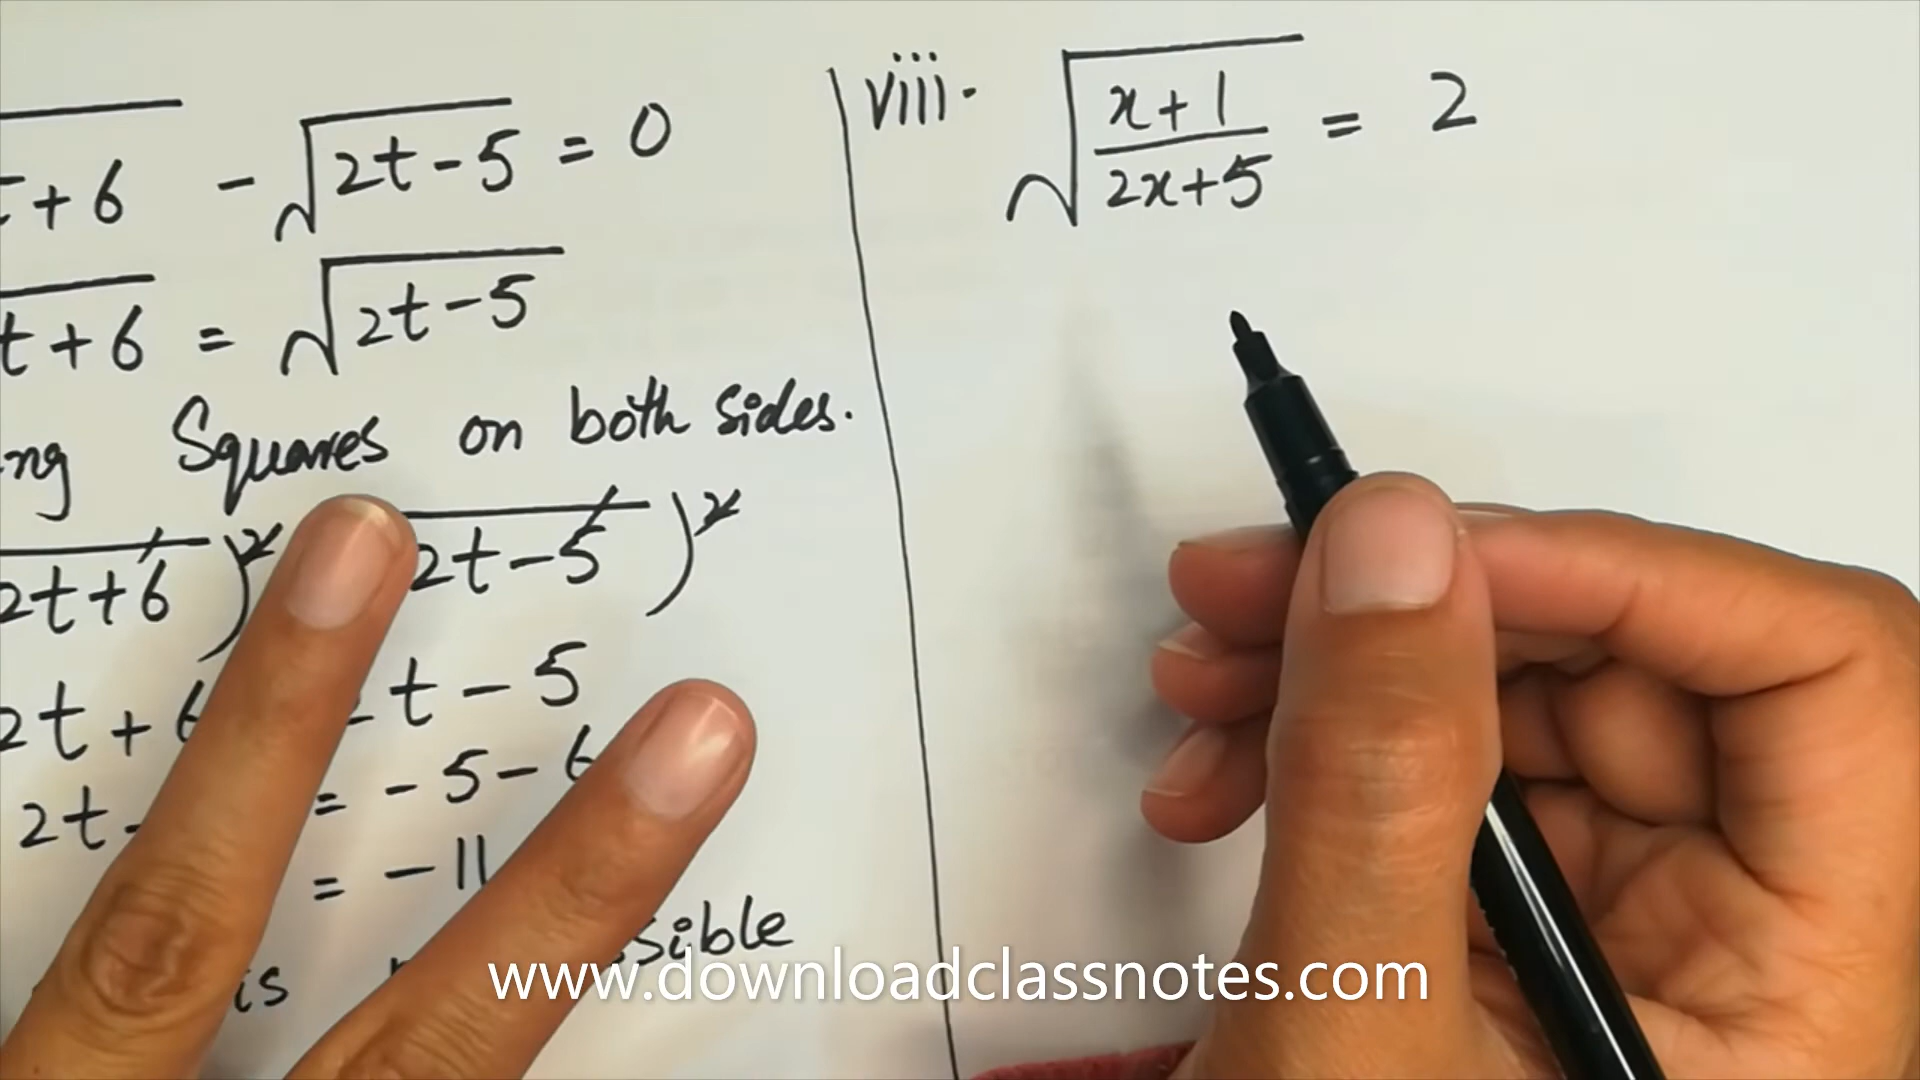 t + 6 - √(2t - 5) = 0
t + 6 = √(2t - 5)
ng Squares on both sides.
2t + 6)² 2t - 5)²
2t + 6 t - 5
2t - = - 5 - 6
= - 11
is sible
viii. √((x + 1)/(2x + 5)) = 2
www.downloadclassnotes.com